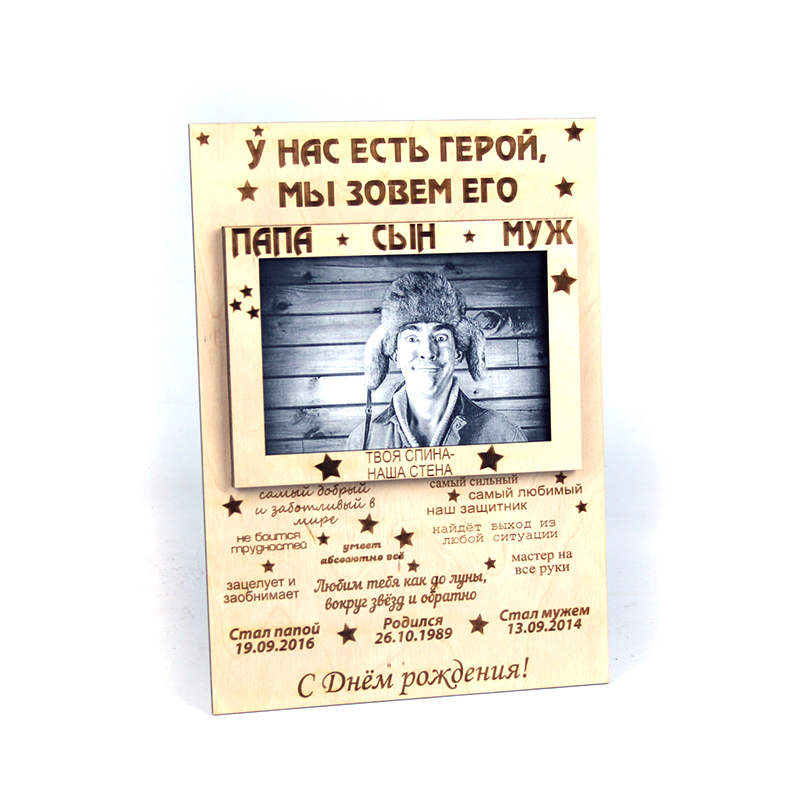 У НАС ЕСТЬ ГЕРОЙ,
МЫ ЗОВЕМ ЕГО
ПАПА ★ СЫН ★ МУЖ
ТВОЯ СПИНА-
НАША СТЕНА
самый добрый
и заботливый в
мире
самый сильный
самый любимый
наш защитник
не боится
трудностей
умеет
абсолютно всё
найдёт выход из
любой ситуации
мастер на
все руки
зацелует и
заобнимает
Любим тебя как до луны,
вокруг звёзд и обратно
Стал папой
19.09.2016
Родился
26.10.1989
Стал мужем
13.09.2014
С Днём рождения!